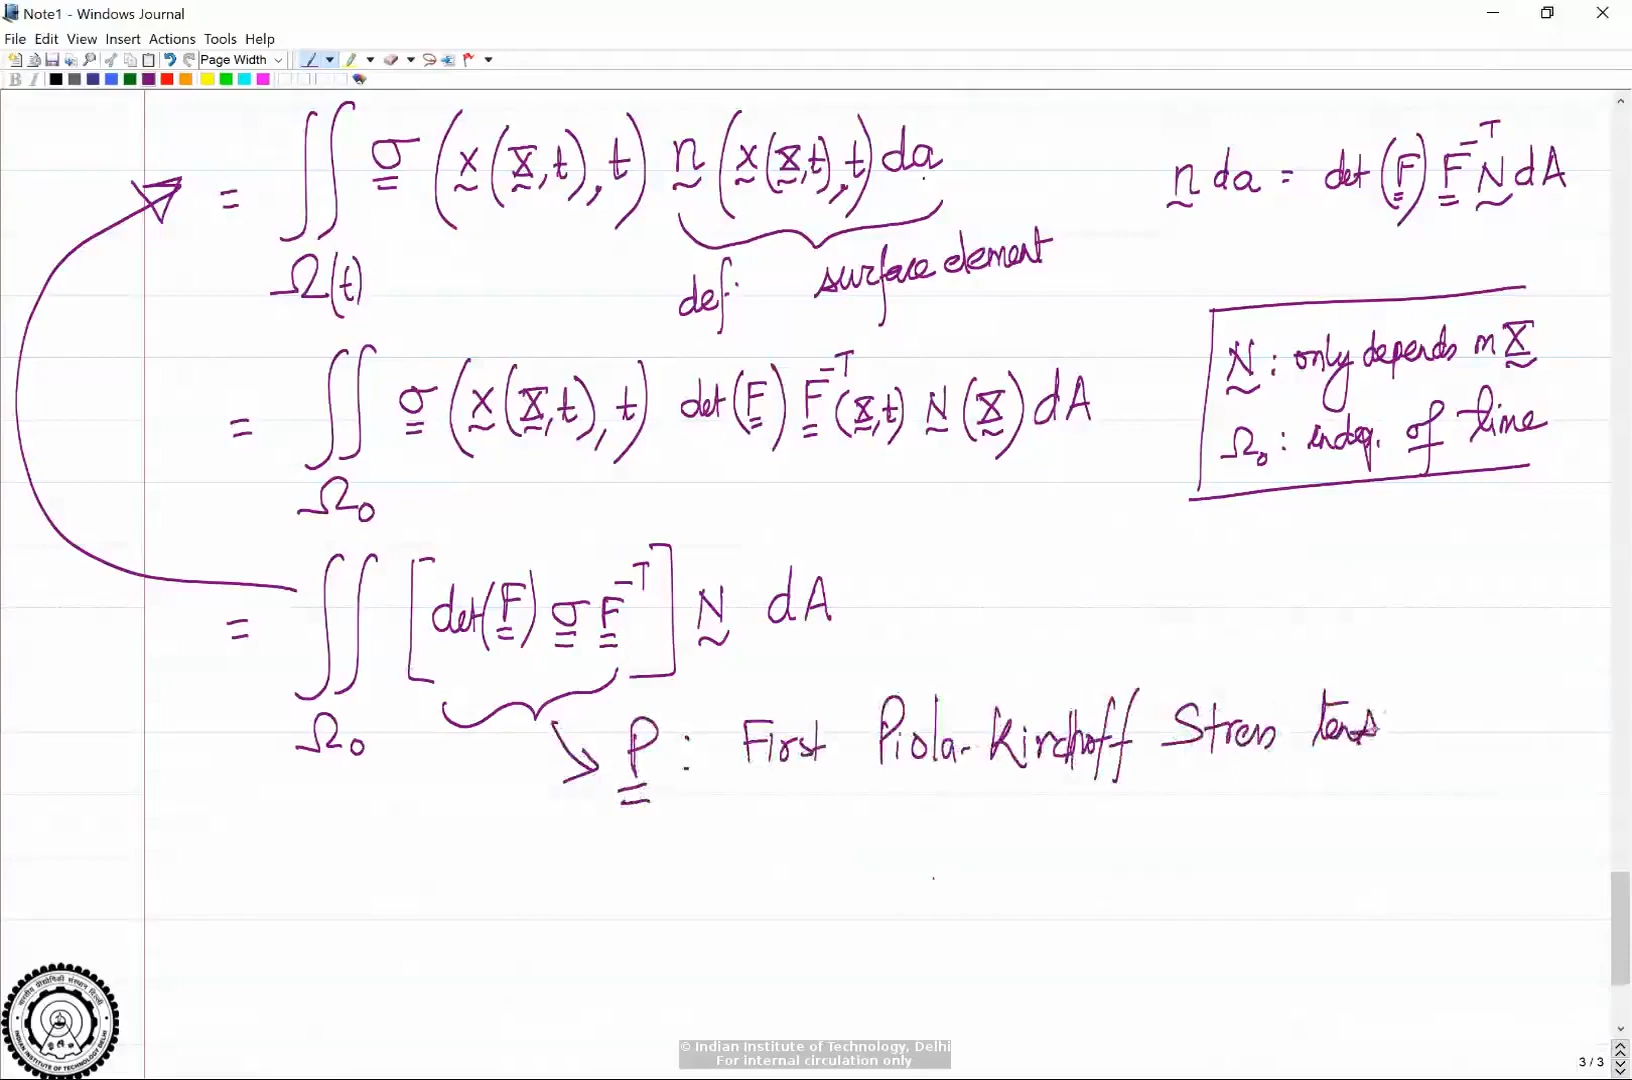 Note1 - Windows Journal
File Edit View Insert Actions Tools Help
Page Width
B I
= ∬ σ (x(X,t), t) n (x(X,t), t) da
Ω(t)
def. surface element
n da = det (F) F^-T N dA
= ∬ σ (x(X,t), t) det(F) F^-T (X,t) N (X) dA
Ω₀
N : only depends on X
Ω₀ : indep. of time
= ∬ [det(F) σ F^-T] N dA
Ω₀
P : First Piola-Kirchoff Stress tens
© Indian Institute of Technology, Delhi
For internal circulation only
3 / 3